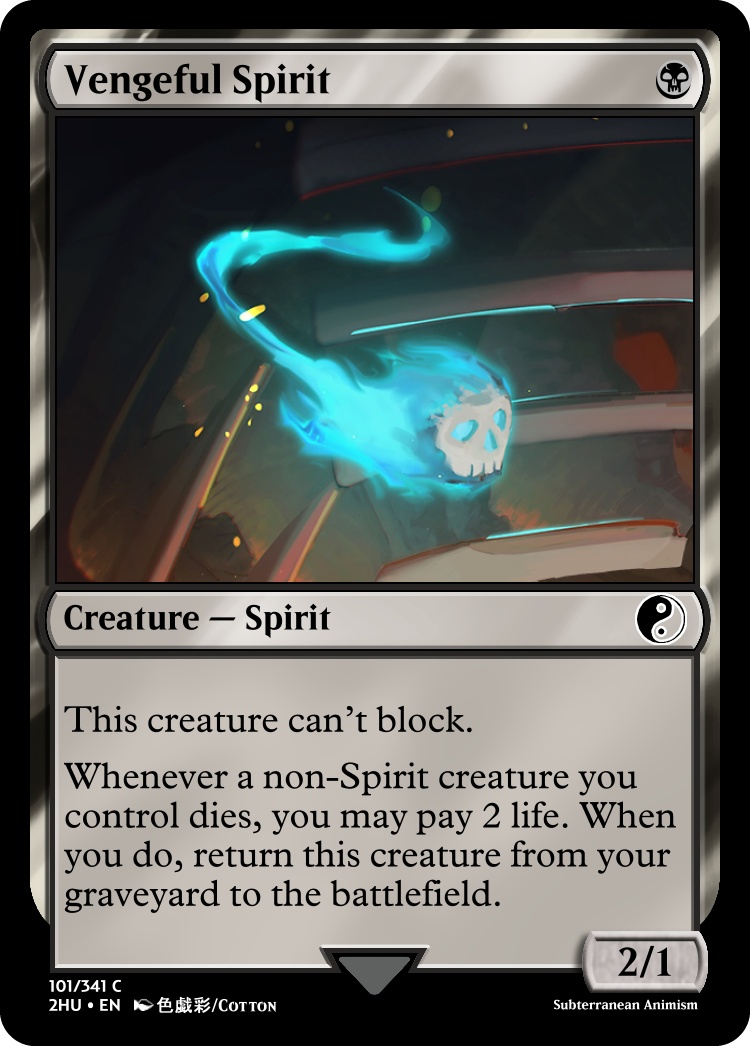 Vengeful Spirit
Creature — Spirit
This creature can't block.
Whenever a non-Spirit creature you
control dies, you may pay 2 life. When
you do, return this creature from your
graveyard to the battlefield.
2/1
101/341 C
2HU • EN 色戯彩/Cotton
Subterranean Animism